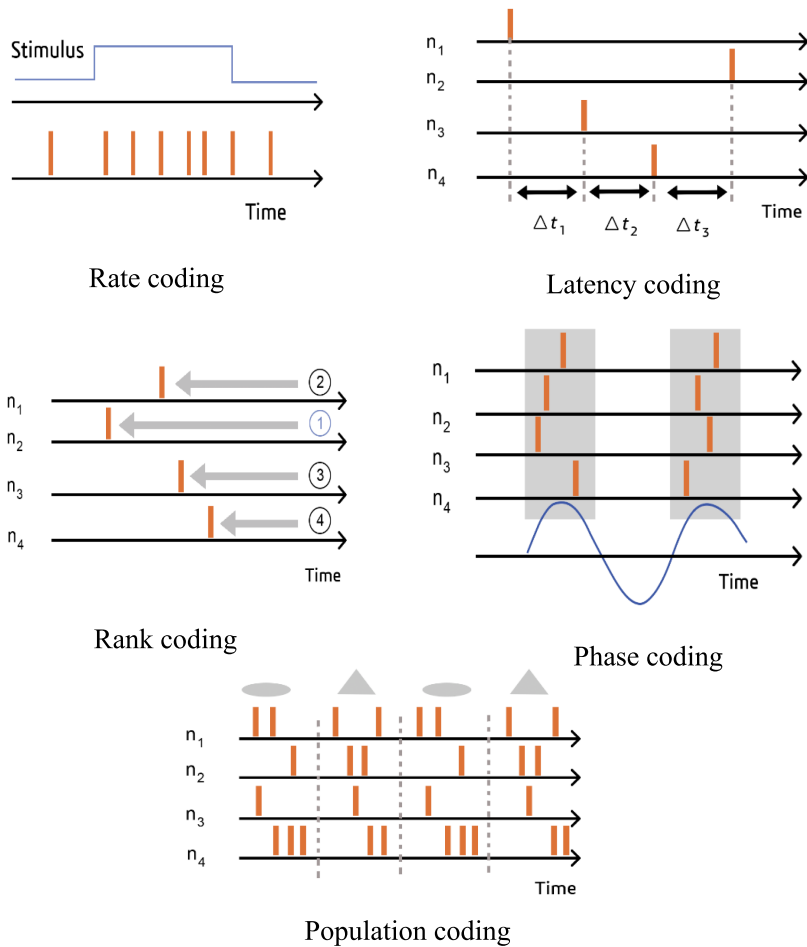 Stimulus
Time
Rate coding
n1
n2
n3
n4
Δt1 Δt2 Δt3
Time
Latency coding
n1 2
n2 1
n3 3
n4 4
Time
Rank coding
n1
n2
n3
n4
Time
Phase coding
n1
n2
n3
n4
Time
Population coding